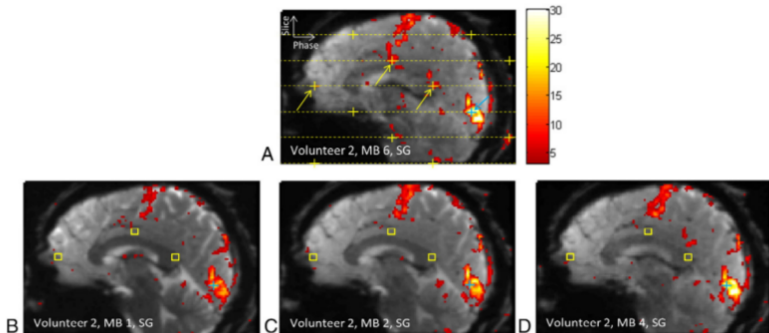 Slice
Phase
30
25
20
15
10
5
A
Volunteer 2, MB 6, SG
B
Volunteer 2, MB 1, SG
C
Volunteer 2, MB 2, SG
D
Volunteer 2, MB 4, SG